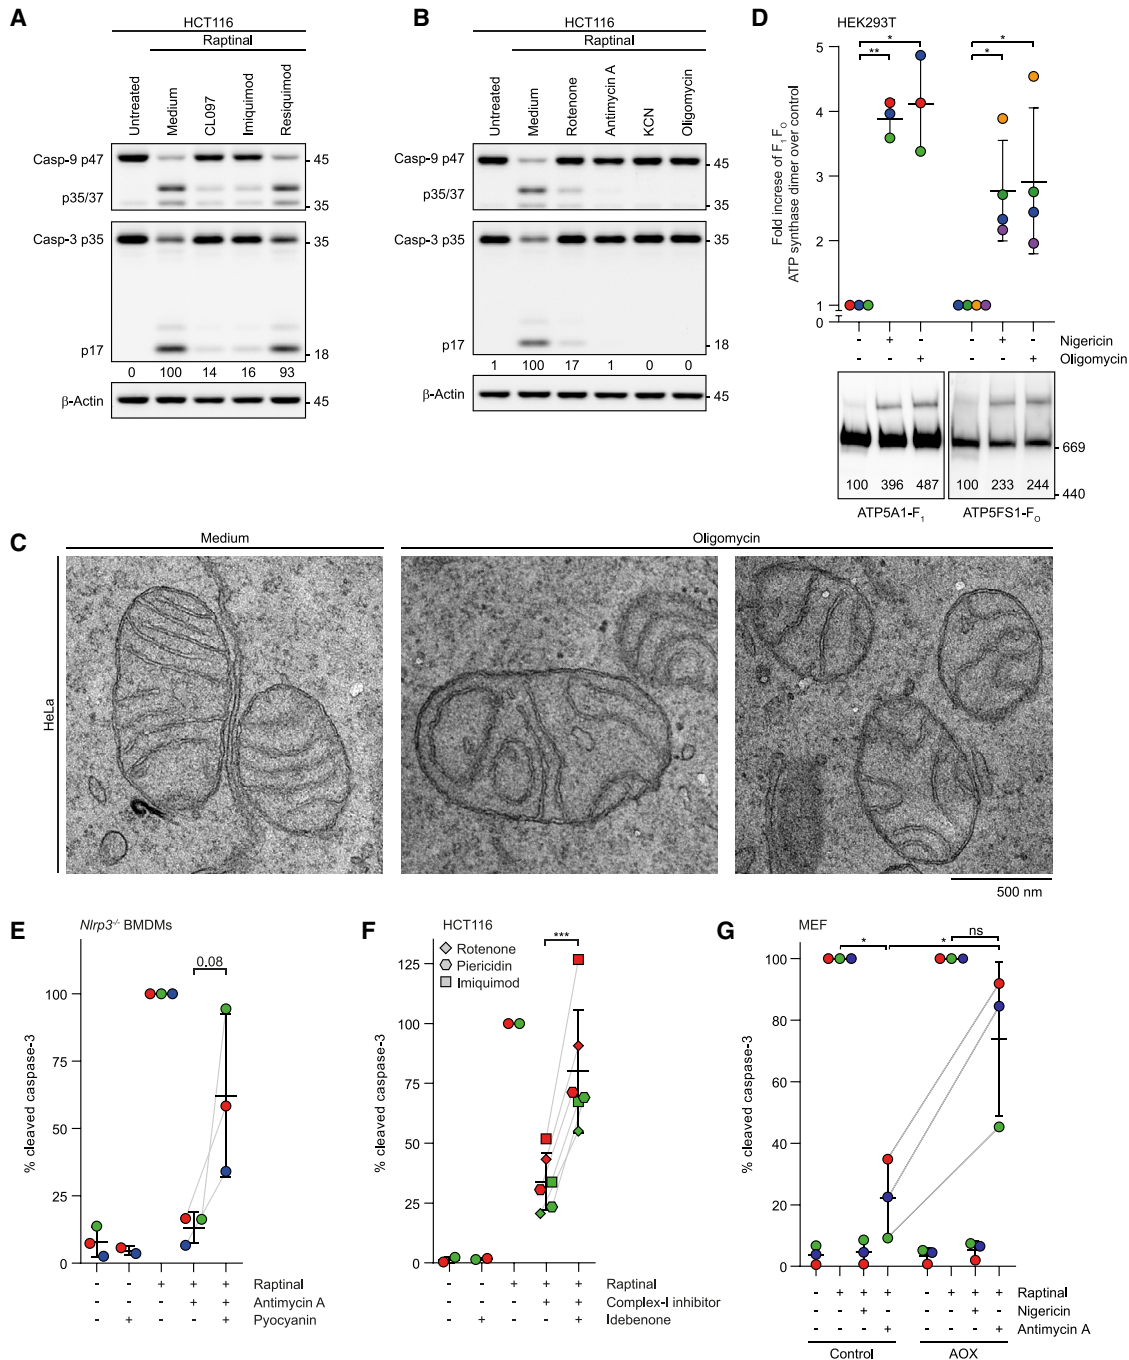 A
HCT116
Raptinal
Untreated
Medium
CL097
Imiquimod
Resiquimod
Casp-9 p47
45
p35/37
35
Casp-3 p35
35
p17
18
0 100 14 16 93
β-Actin
45
B
HCT116
Raptinal
Untreated
Medium
Rotenone
Antimycin A
KCN
Oligomycin
Casp-9 p47
45
p35/37
35
Casp-3 p35
35
p17
18
1 100 17 1 0 0
β-Actin
45
D
HEK293T
Fold increse of F1FO
ATP synthase dimer over control
5
4
3
2
1
0
** * * *
- + - - + - Nigericin
- - + - - + Oligomycin
669
440
100 396 487 100 233 244
ATP5A1-F1 ATP5FS1-FO
C
Medium Oligomycin
HeLa
500 nm
E
Nlrp3-/- BMDMs
% cleaved caspase-3
100
75
50
25
0
0.08
- - + + + Raptinal
- - - + + Antimycin A
- + - - + Pyocyanin
F
HCT116
Rotenone
Piericidin
Imiquimod
% cleaved caspase-3
125
100
75
50
25
0
***
- - + + + Raptinal
- - - + + Complex-I inhibitor
- + - - + Idebenone
G
MEF
% cleaved caspase-3
100
80
60
40
20
0
* * ns
- + + + - + + + Raptinal
- - + - - - + - Nigericin
- - - + - - - + Antimycin A
Control AOX